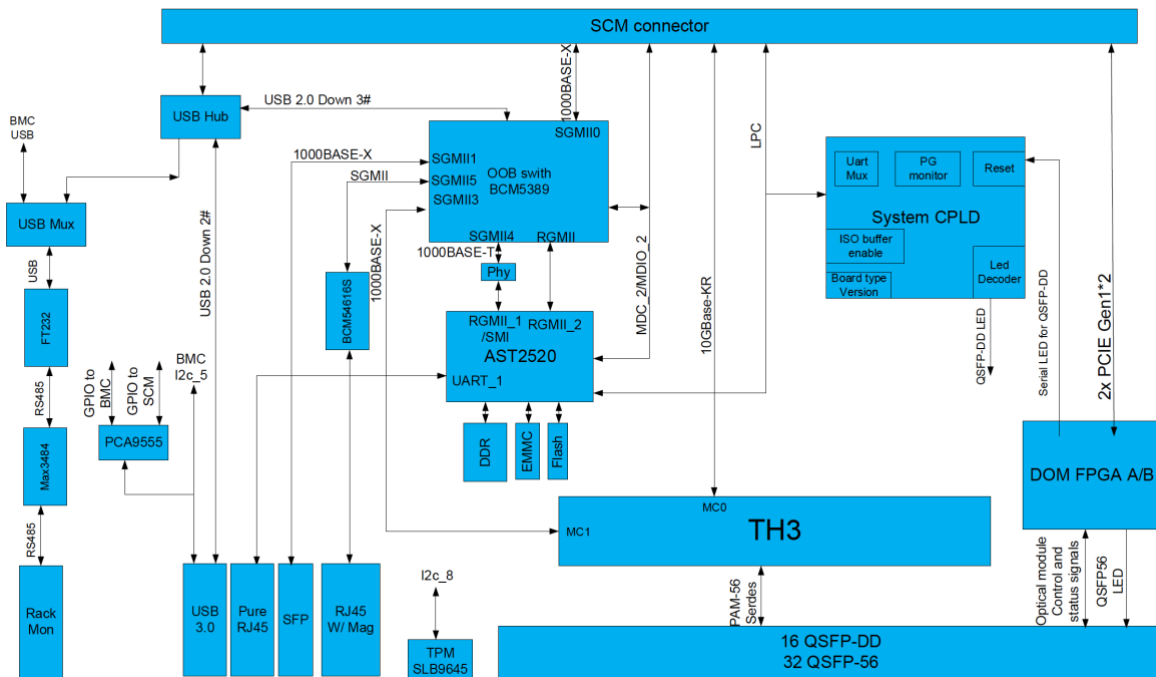 SCM connector
USB Hub
USB 2.0 Down 3#
1000BASE-X
BMC
USB
USB Mux
USB
FT232
RS485
Max3484
RS485
Rack
Mon
GPIO to
BMC
GPIO to
SCM
PCA9555
BMC
I2c_5
USB 2.0 Down 2#
1000BASE-X
SGMII
1000BASE-X
SGMII0
SGMII1
SGMII5
SGMII3
OOB swith
BCM5389
SGMII4
RGMII
1000BASE-T
Phy
BCM54616S
RGMII_1
/SMI
RGMII_2
AST2520
UART_1
DDR
EMMC
Flash
MDC_2/MDIO_2
10GBase-KR
LPC
Uart
Mux
PG
monitor
Reset
System CPLD
ISO buffer
enable
Board type
Version
Led
Decoder
QSFP-DD LED
Serial LED for QSFP-DD
2x PCIE Gen1*2
DOM FPGA A/B
MC0
MC1
TH3
PAM-56
Serdes
Optical module
Control and
status signals
QSFP56
LED
USB
3.0
Pure
RJ45
SFP
RJ45
W/ Mag
I2c_8
TPM
SLB9645
16 QSFP-DD
32 QSFP-56